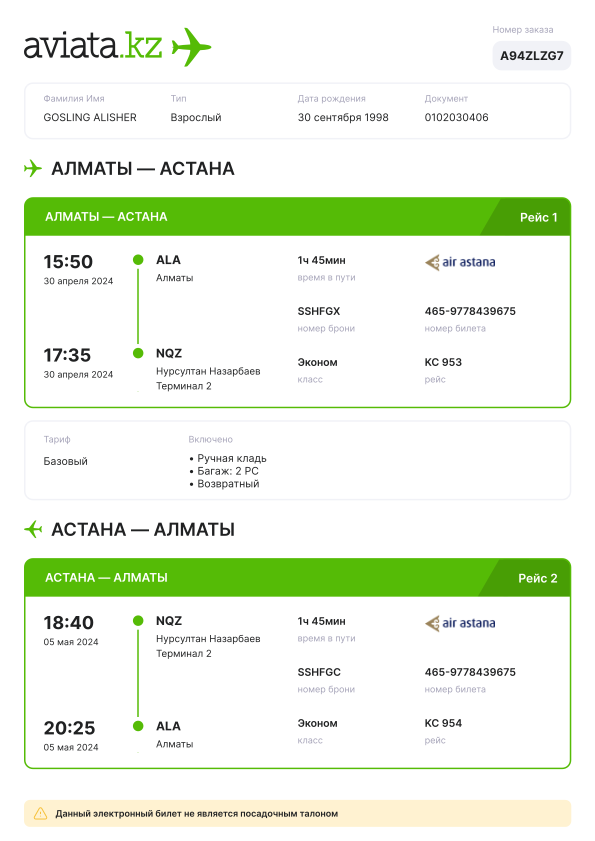 aviata.kz
Номер заказа
A94ZLZG7
Фамилия Имя
Тип
Дата рождения
Документ
GOSLING ALISHER
Взрослый
30 сентября 1998
0102030406
АЛМАТЫ — АСТАНА
АЛМАТЫ — АСТАНА
Рейс 1
15:50
30 апреля 2024
ALA
Алматы
1ч 45мин
время в пути
air astana
SSHFGX
номер брони
465-9778439675
номер билета
17:35
30 апреля 2024
NQZ
Нурсултан Назарбаев
Терминал 2
Эконом
класс
KC 953
рейс
Тариф
Включено
Базовый
• Ручная кладь
• Багаж: 2 PC
• Возвратный
АСТАНА — АЛМАТЫ
АСТАНА — АЛМАТЫ
Рейс 2
18:40
05 мая 2024
NQZ
Нурсултан Назарбаев
Терминал 2
1ч 45мин
время в пути
air astana
SSHFGC
номер брони
465-9778439675
номер билета
20:25
05 мая 2024
ALA
Алматы
Эконом
класс
KC 954
рейс
Данный электронный билет не является посадочным талоном